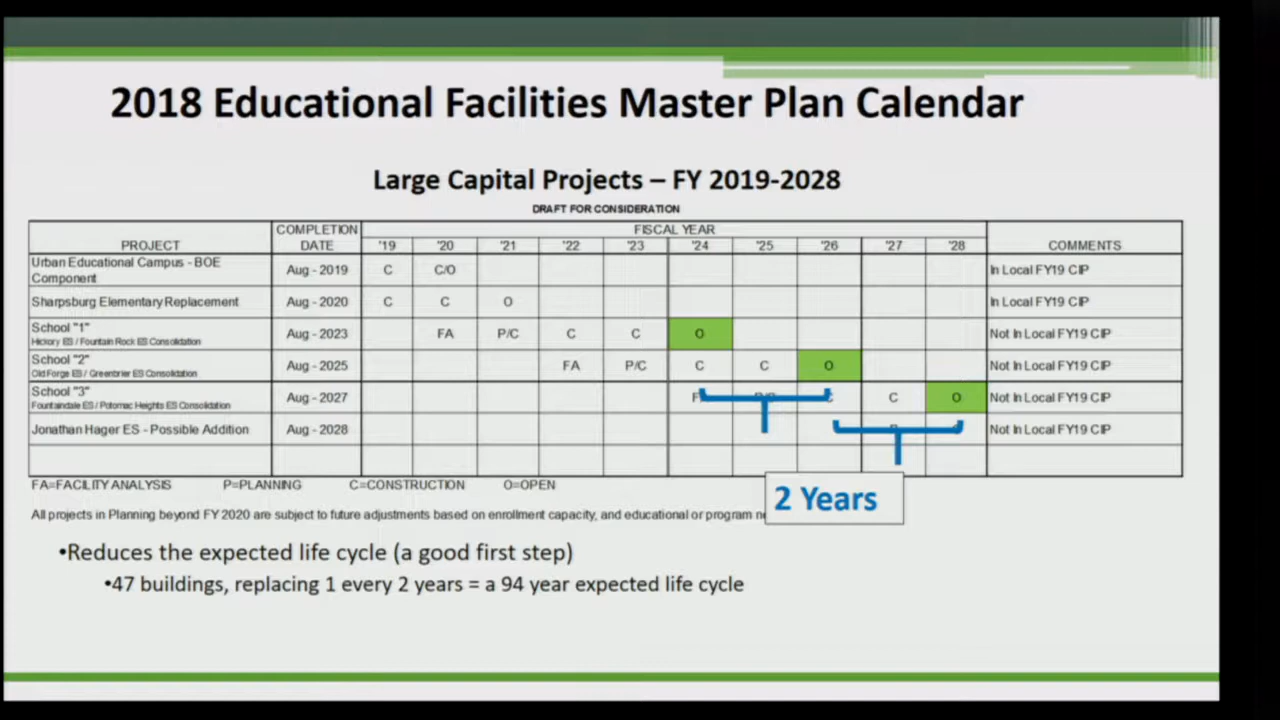 2018 Educational Facilities Master Plan Calendar
Large Capital Projects – FY 2019-2028
DRAFT FOR CONSIDERATION
PROJECT COMPLETION DATE FISCAL YEAR COMMENTS
'19 '20 '21 '22 '23 '24 '25 '26 '27 '28
Urban Educational Campus - BOE Component Aug - 2019 C C/O In Local FY19 CIP
Sharpsburg Elementary Replacement Aug - 2020 C C O In Local FY19 CIP
School "1" Aug - 2023 FA P/C C C O Not In Local FY19 CIP
Hickory ES / Fountain Rock ES Consolidation
School "2" Aug - 2025 FA P/C C C O Not In Local FY19 CIP
Old Forge ES / Greenbrier ES Consolidation
School "3" Aug - 2027 C O Not In Local FY19 CIP
Fountaindale ES / Potomac Heights ES Consolidation
Jonathan Hager ES - Possible Addition Aug - 2028 Not In Local FY19 CIP
FA=FACILITY ANALYSIS P=PLANNING C=CONSTRUCTION O=OPEN
2 Years
All projects in Planning beyond FY 2020 are subject to future adjustments based on enrollment capacity, and educational or program
•Reduces the expected life cycle (a good first step)
•47 buildings, replacing 1 every 2 years = a 94 year expected life cycle